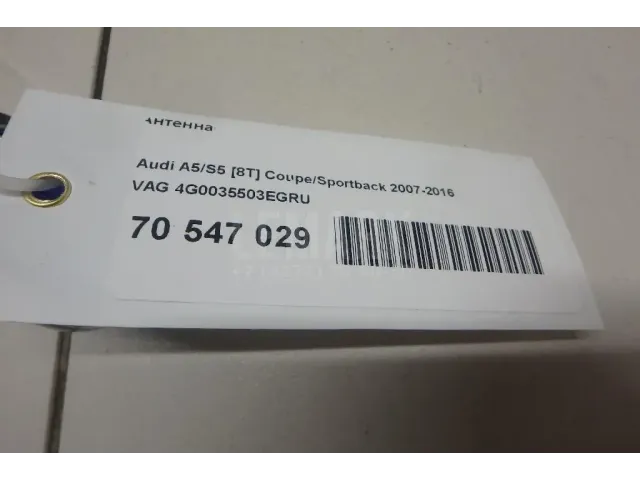 Антенна
Audi A5/S5 [8T] Coupe/Sportback 2007-2016
VAG 4G0035503EGRU
70 547 029